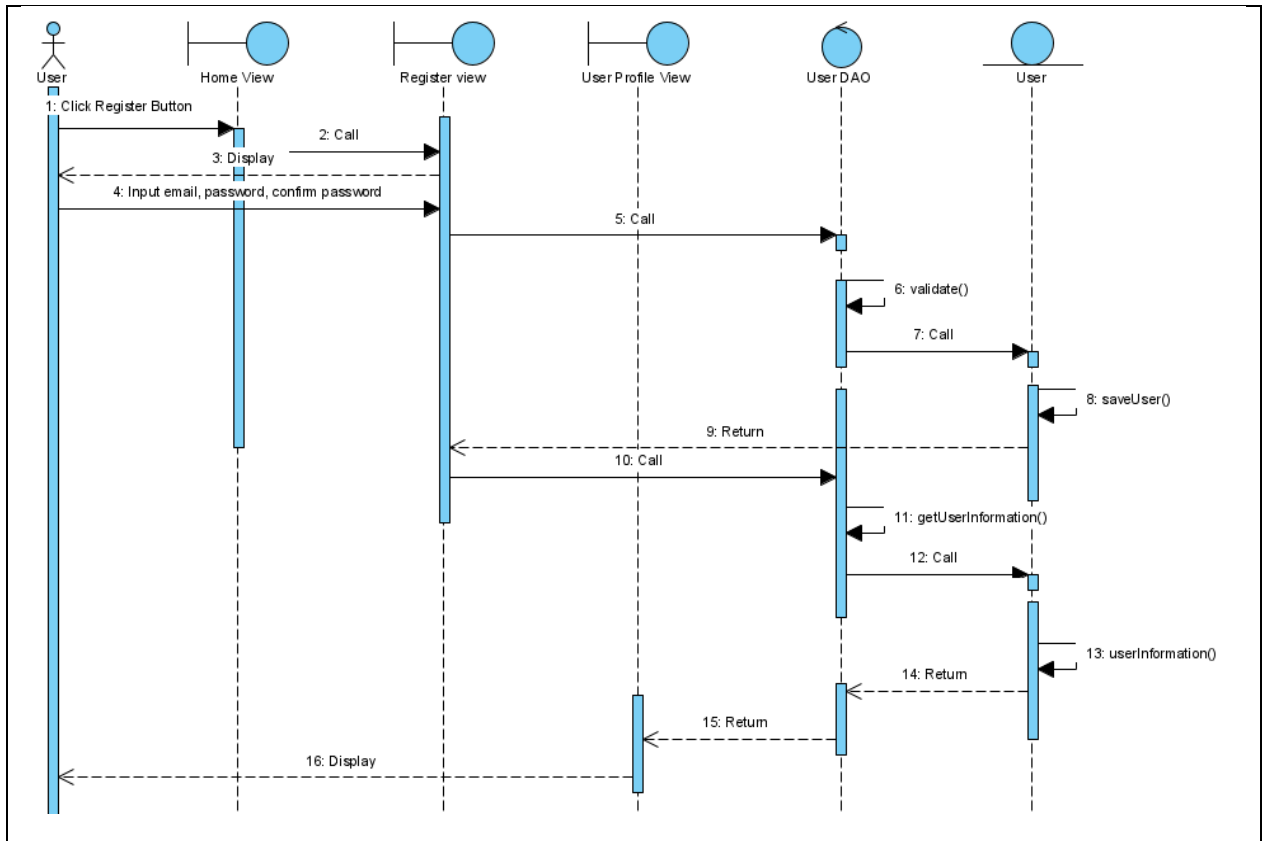 User
Home View
Register view
User Profile View
User DAO
User
1: Click Register Button
2: Call
3: Display
4: Input email, password, confirm password
5: Call
6: validate()
7: Call
8: saveUser()
9: Return
10: Call
11: getUserInformation()
12: Call
13: userInformation()
14: Return
15: Return
16: Display